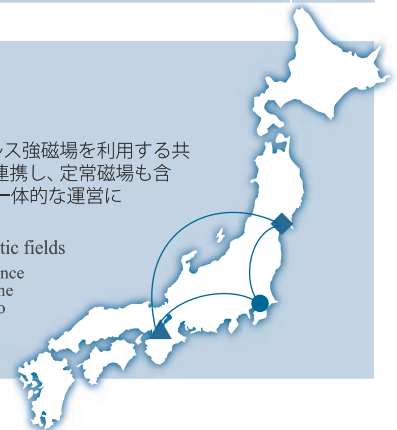 ス強磁場を利用する共
連携し、定常磁場も含
一体的な運営に
tic fields
nce
ne
o